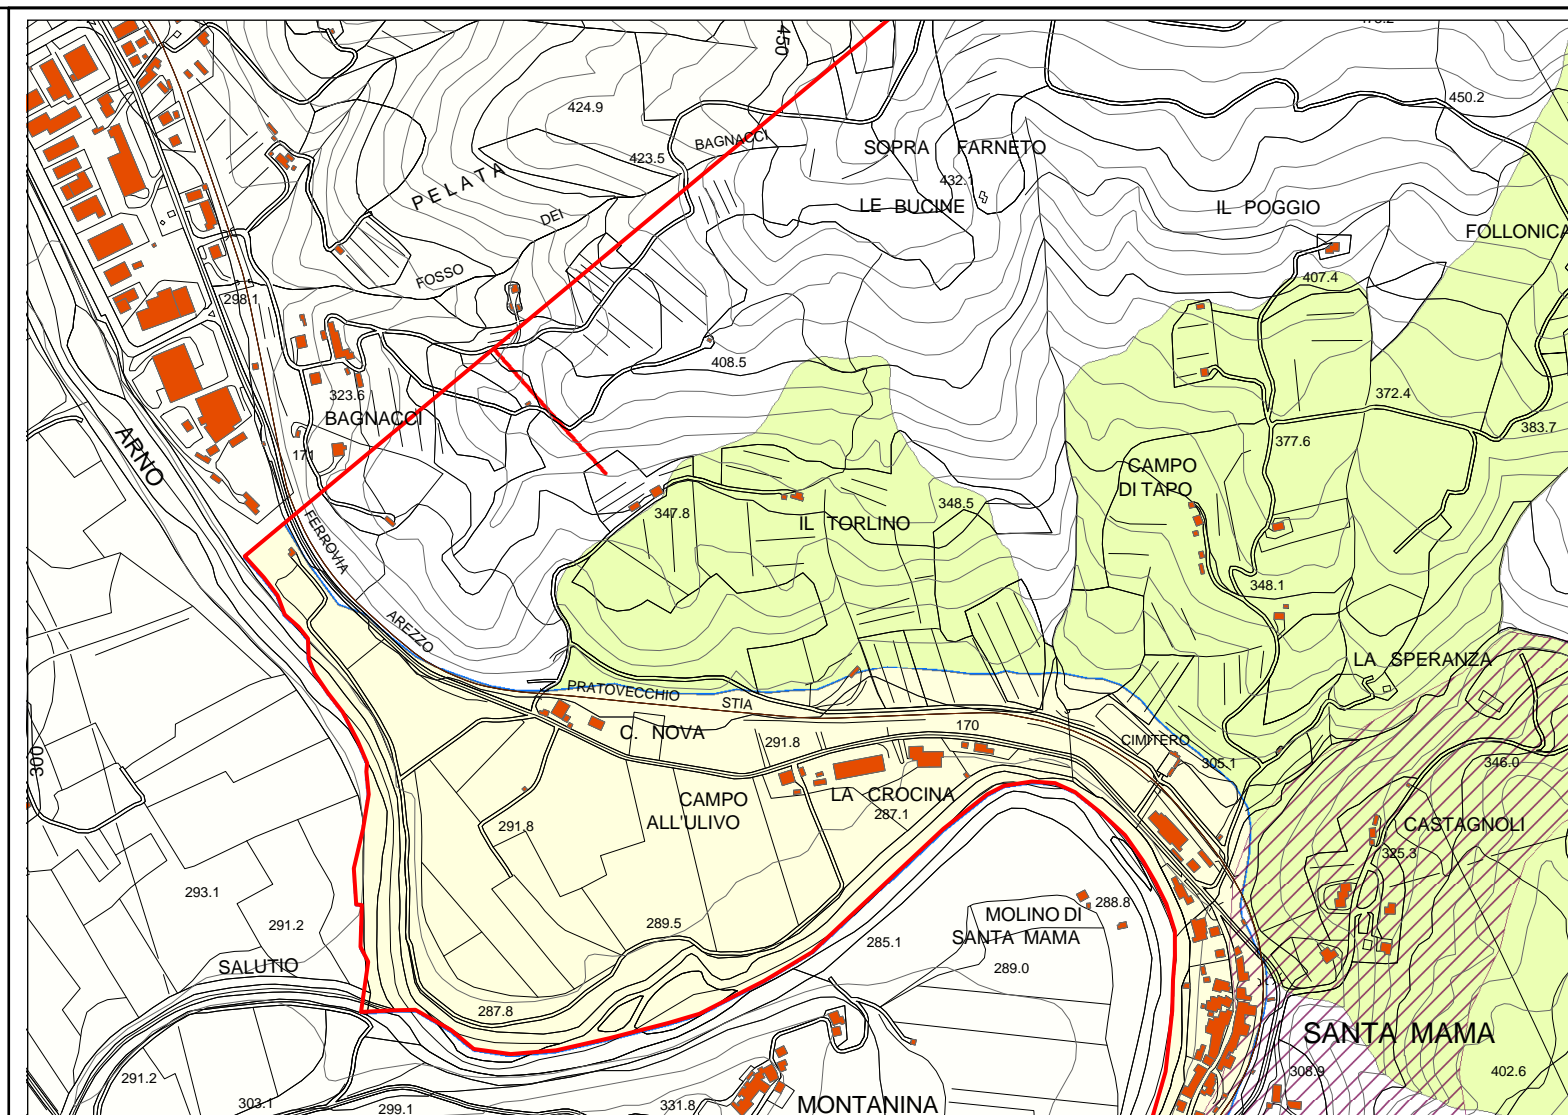 450
450.2
424.9
423.5
BAGNACCI
SOPRA FARNETO
432.1
PELATA
DEI
LE BUCINE
IL POGGIO
FOLLONICA
FOSSO
298.1
407.4
408.5
323.6
BAGNACCI
372.4
383.7
377.6
ARNO
171
CAMPO
DI TAPO
347.8
IL TORLINO
348.5
FERROVIA
348.1
AREZZO
LA SPERANZA
PRATOVECCHIO
STIA
C. NOVA
291.8
170
CIMITERO
305.1
346.0
300
CAMPO
ALL'ULIVO
LA CROCINA
287.1
291.8
CASTAGNOLI
325.3
293.1
291.2
289.5
288.8
MOLINO DI
SANTA MAMA
285.1
289.0
SALUTIO
287.8
SANTA MAMA
291.2
308.9
402.6
303.1
299.1
331.8
MONTANINA